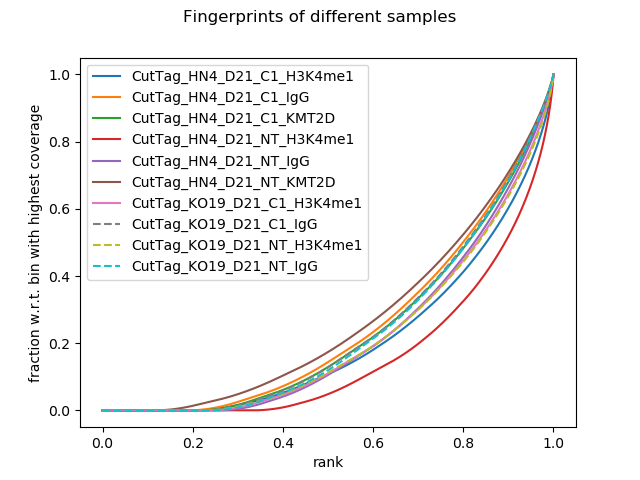 Fingerprints of different samples
fraction w.r.t. bin with highest coverage
1.0
0.8
0.6
0.4
0.2
0.0
CutTag_HN4_D21_C1_H3K4me1
CutTag_HN4_D21_C1_IgG
CutTag_HN4_D21_C1_KMT2D
CutTag_HN4_D21_NT_H3K4me1
CutTag_HN4_D21_NT_IgG
CutTag_HN4_D21_NT_KMT2D
CutTag_KO19_D21_C1_H3K4me1
CutTag_KO19_D21_C1_IgG
CutTag_KO19_D21_NT_H3K4me1
CutTag_KO19_D21_NT_IgG
0.0 0.2 0.4 0.6 0.8 1.0
rank